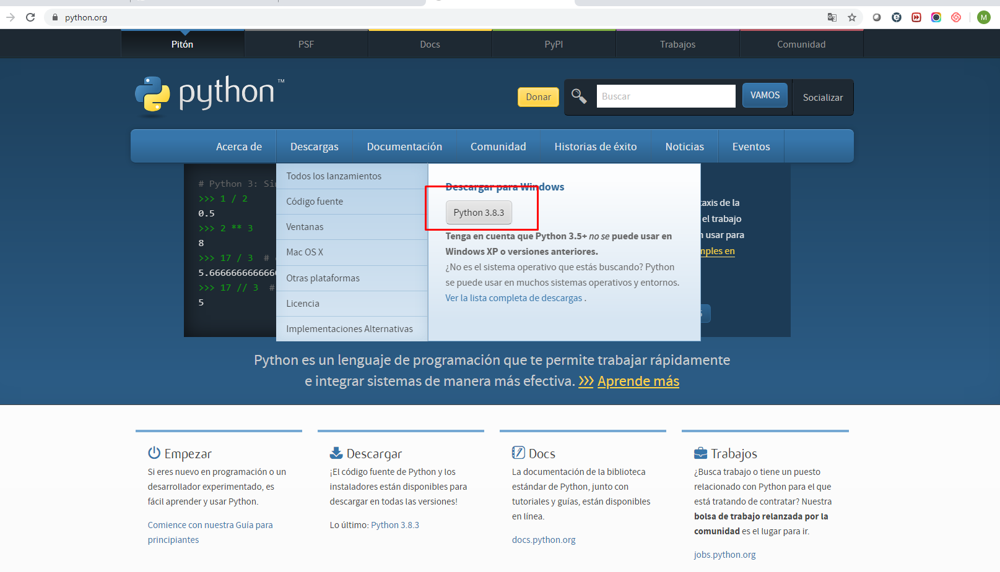 python.org
M
Pitón
PSF
Docs
PyPI
Trabajos
Comunidad
python™
Donar
Buscar
VAMOS
Socializar
Acerca de
Descargas
Documentación
Comunidad
Historias de éxito
Noticias
Eventos
# Python 3: Si
>>> 1 / 2
0.5
>>> 2 ** 3
8
>>> 17 / 3 #
5.6666666666666
>>> 17 // 3 #
5
Todos los lanzamientos
Código fuente
Ventanas
Mac OS X
Otras plataformas
Licencia
Implementaciones Alternativas
Descargar para Windows
Python 3.8.3
Tenga en cuenta que Python 3.5+ no se puede usar en
Windows XP o versiones anteriores.
¿No es el sistema operativo que estás buscando? Python
se puede usar en muchos sistemas operativos y entornos.
Ver la lista completa de descargas .
taxis de la
el trabajo
usar para
mples en
Python es un lenguaje de programación que te permite trabajar rápidamente
e integrar sistemas de manera más efectiva. >>> Aprende más
Empezar
Si eres nuevo en programación o un
desarrollador experimentado, es
fácil aprender y usar Python.
Comience con nuestra Guía para
principiantes
Descargar
¡El código fuente de Python y los
instaladores están disponibles para
descargar en todas las versiones!
Lo último: Python 3.8.3
Docs
La documentación de la biblioteca
estándar de Python, junto con
tutoriales y guías, están disponibles
en línea.
docs.python.org
Trabajos
¿Busca trabajo o tiene un puesto
relacionado con Python para el que
está tratando de contratar? Nuestra
bolsa de trabajo relanzada por la
comunidad es el lugar para ir.
jobs.python.org